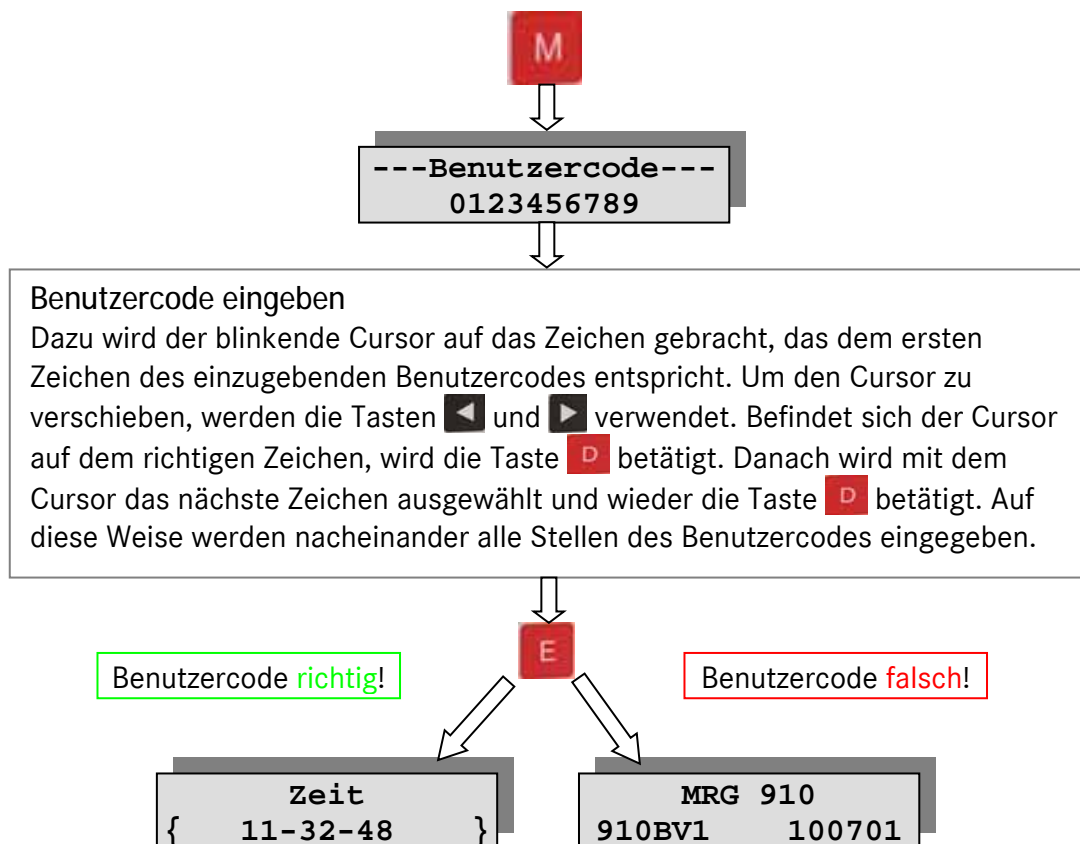 M
---Benutzercode---
0123456789
Benutzercode eingeben
Dazu wird der blinkende Cursor auf das Zeichen gebracht, das dem ersten
Zeichen des einzugebenden Benutzercodes entspricht. Um den Cursor zu
verschieben, werden die Tasten ◀ und ▶ verwendet. Befindet sich der Cursor
auf dem richtigen Zeichen, wird die Taste D betätigt. Danach wird mit dem
Cursor das nächste Zeichen ausgewählt und wieder die Taste D betätigt. Auf
diese Weise werden nacheinander alle Stellen des Benutzercodes eingegeben.
E
Benutzercode richtig!
Benutzercode falsch!
Zeit
{ 11-32-48 }
MRG 910
910BV1 100701